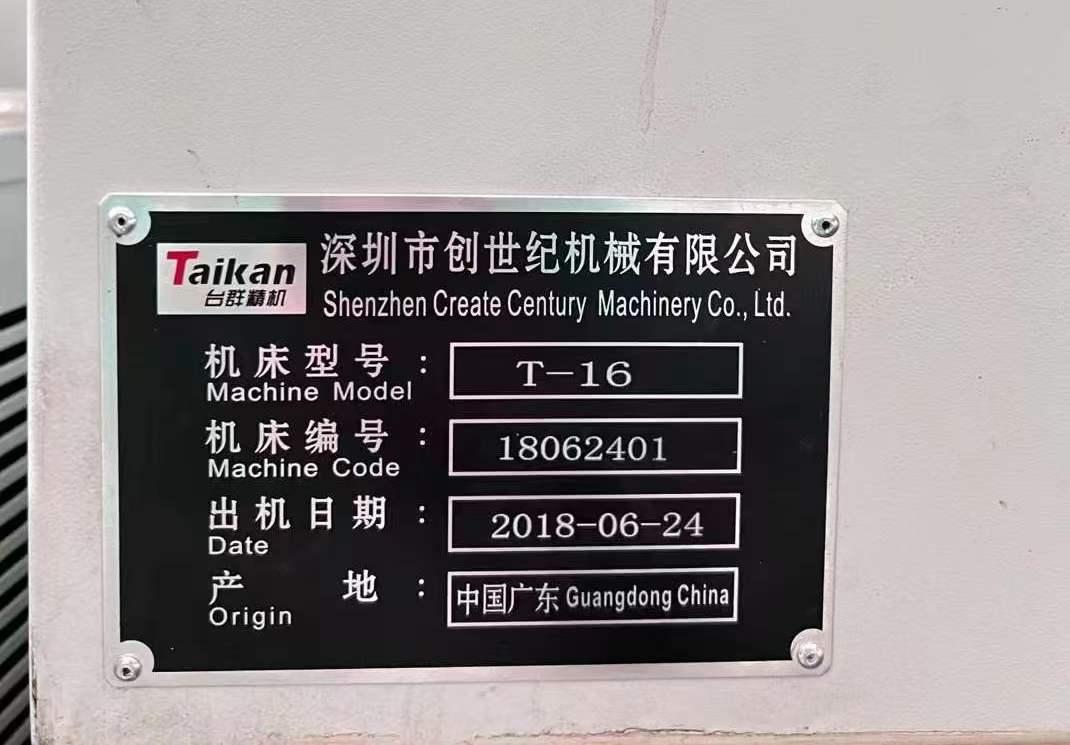 Taikan
台群精机
深圳市创世纪机械有限公司
Shenzhen Create Century Machinery Co., Ltd.
机床型号：
Machine Model
T-16
机床编号：
Machine Code
18062401
出机日期：
Date
2018-06-24
产地：
Origin
中国广东 Guangdong China